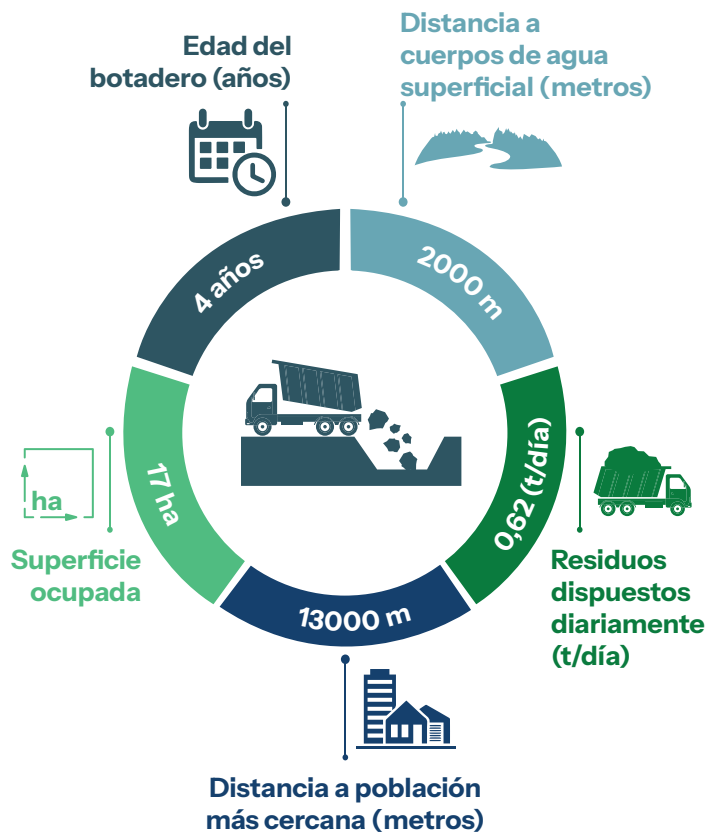 Edad del
botadero (años)
Distancia a
cuerpos de agua
superficial (metros)
4 años
2000 m
17 ha
0,62 (t/día)
13000 m
ha
Superficie
ocupada
Residuos
dispuestos
diariamente
(t/día)
Distancia a población
más cercana (metros)